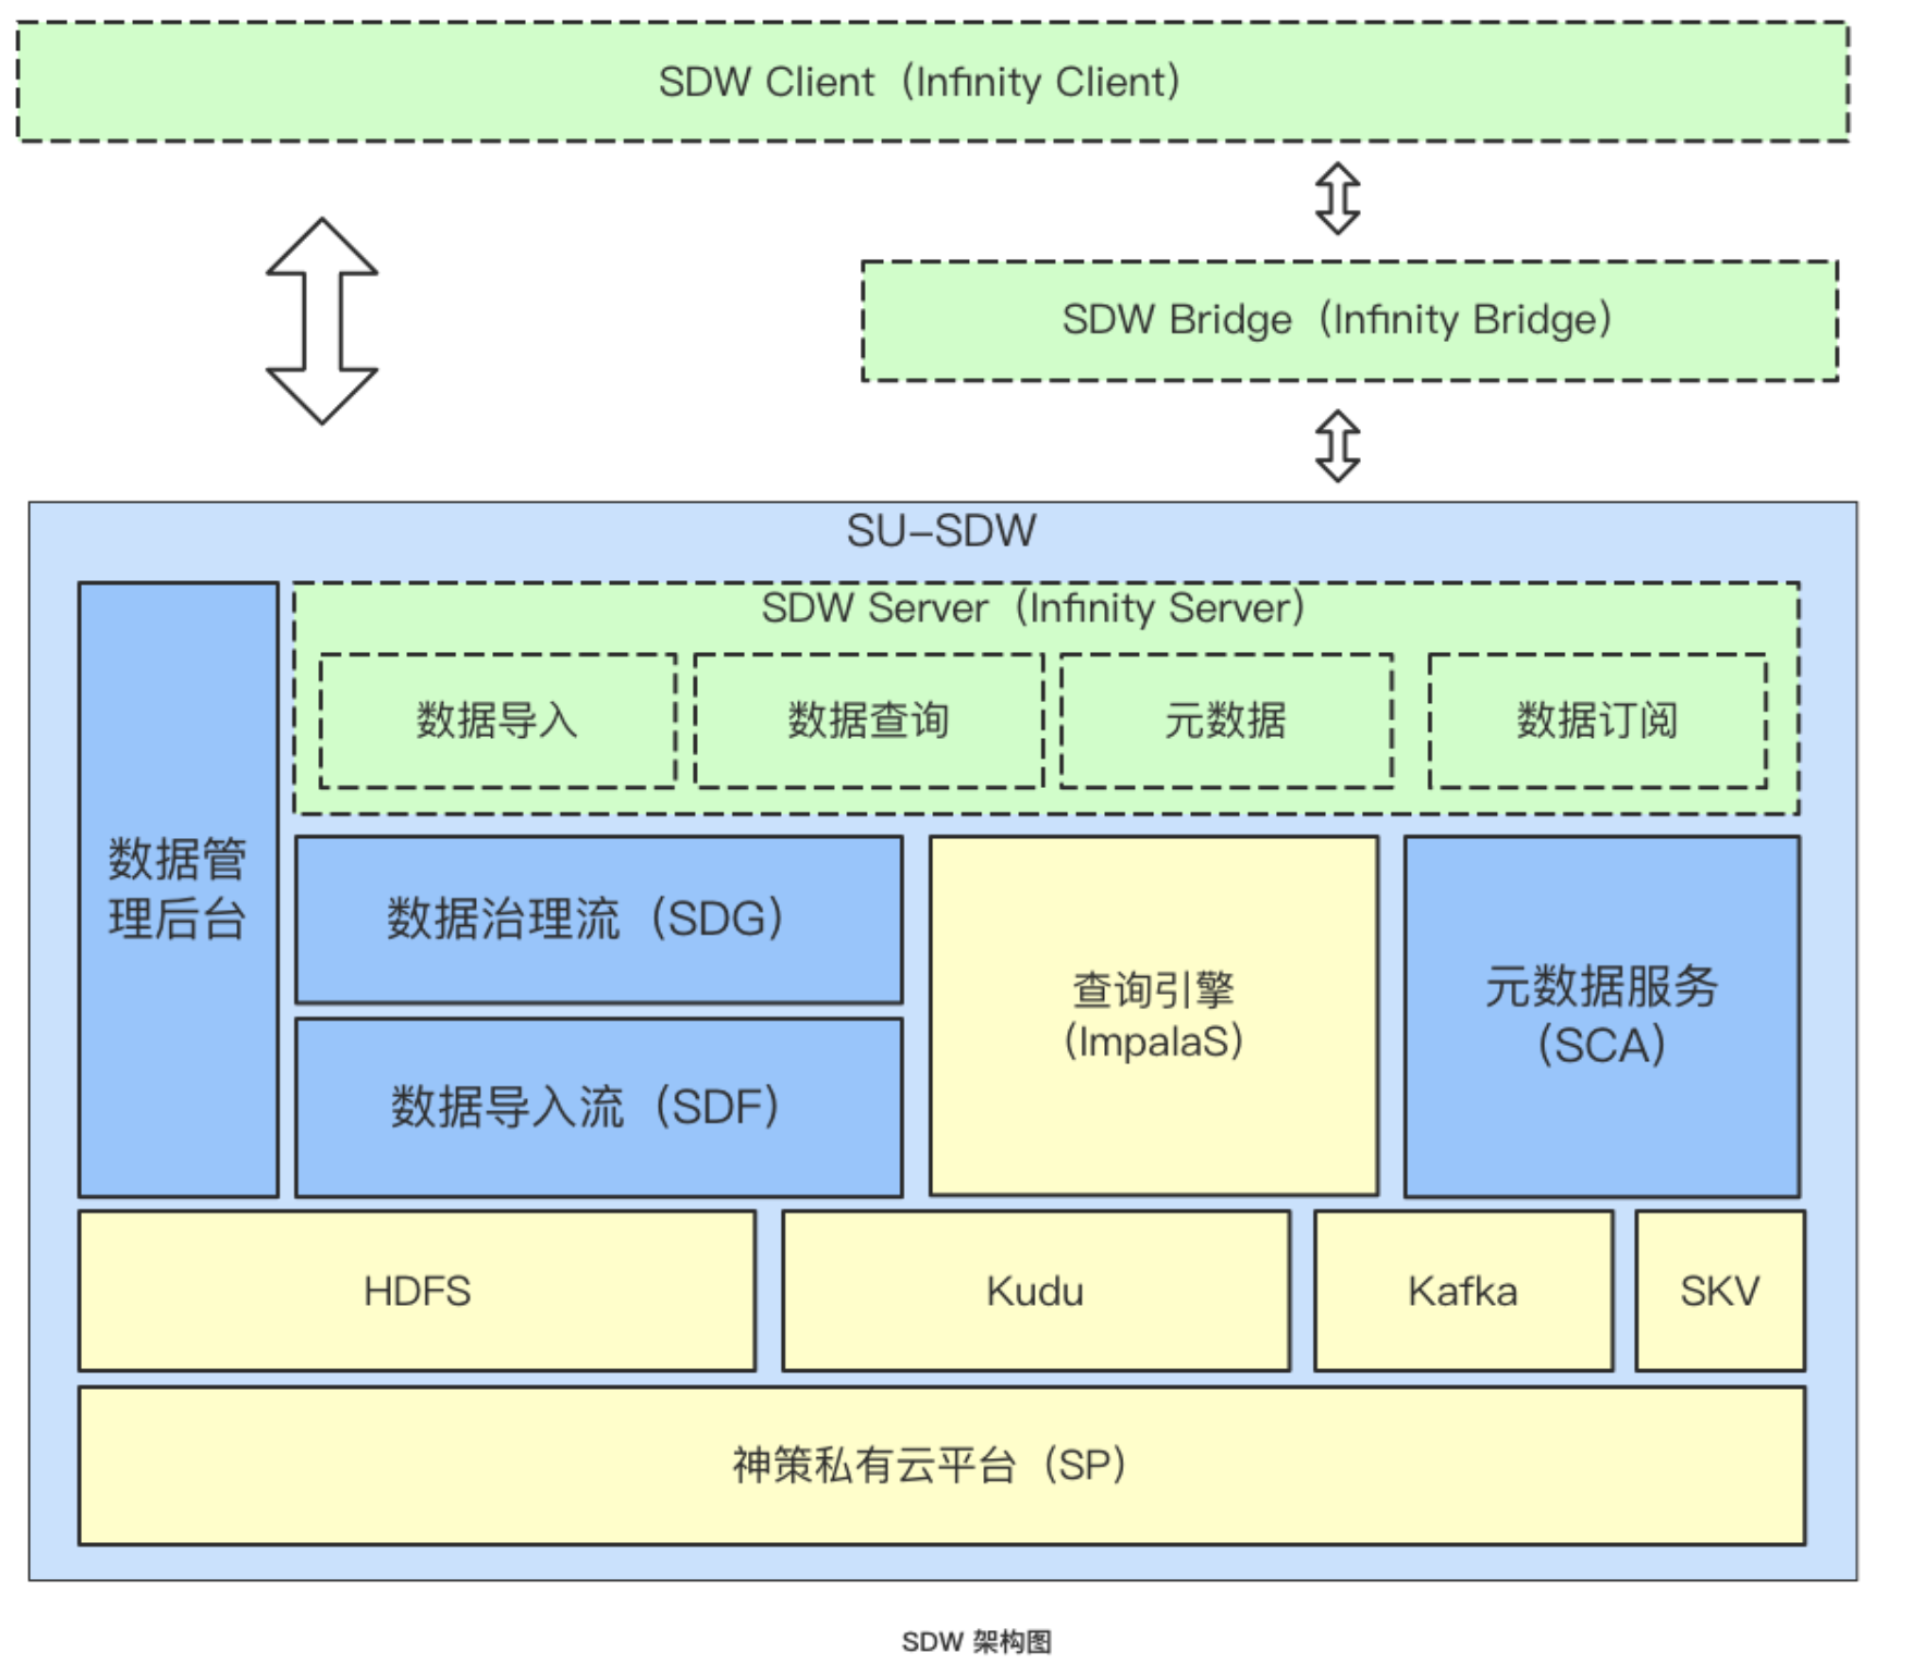 SDW Client（Infinity Client）
SDW Bridge（Infinity Bridge）
SU-SDW
SDW Server（Infinity Server）
数据导入
数据查询
元数据
数据订阅
数据管
理后台
数据治理流（SDG）
数据导入流（SDF）
查询引擎
（ImpalaS）
元数据服务
（SCA）
HDFS
Kudu
Kafka
SKV
神策私有云平台（SP）
SDW 架构图